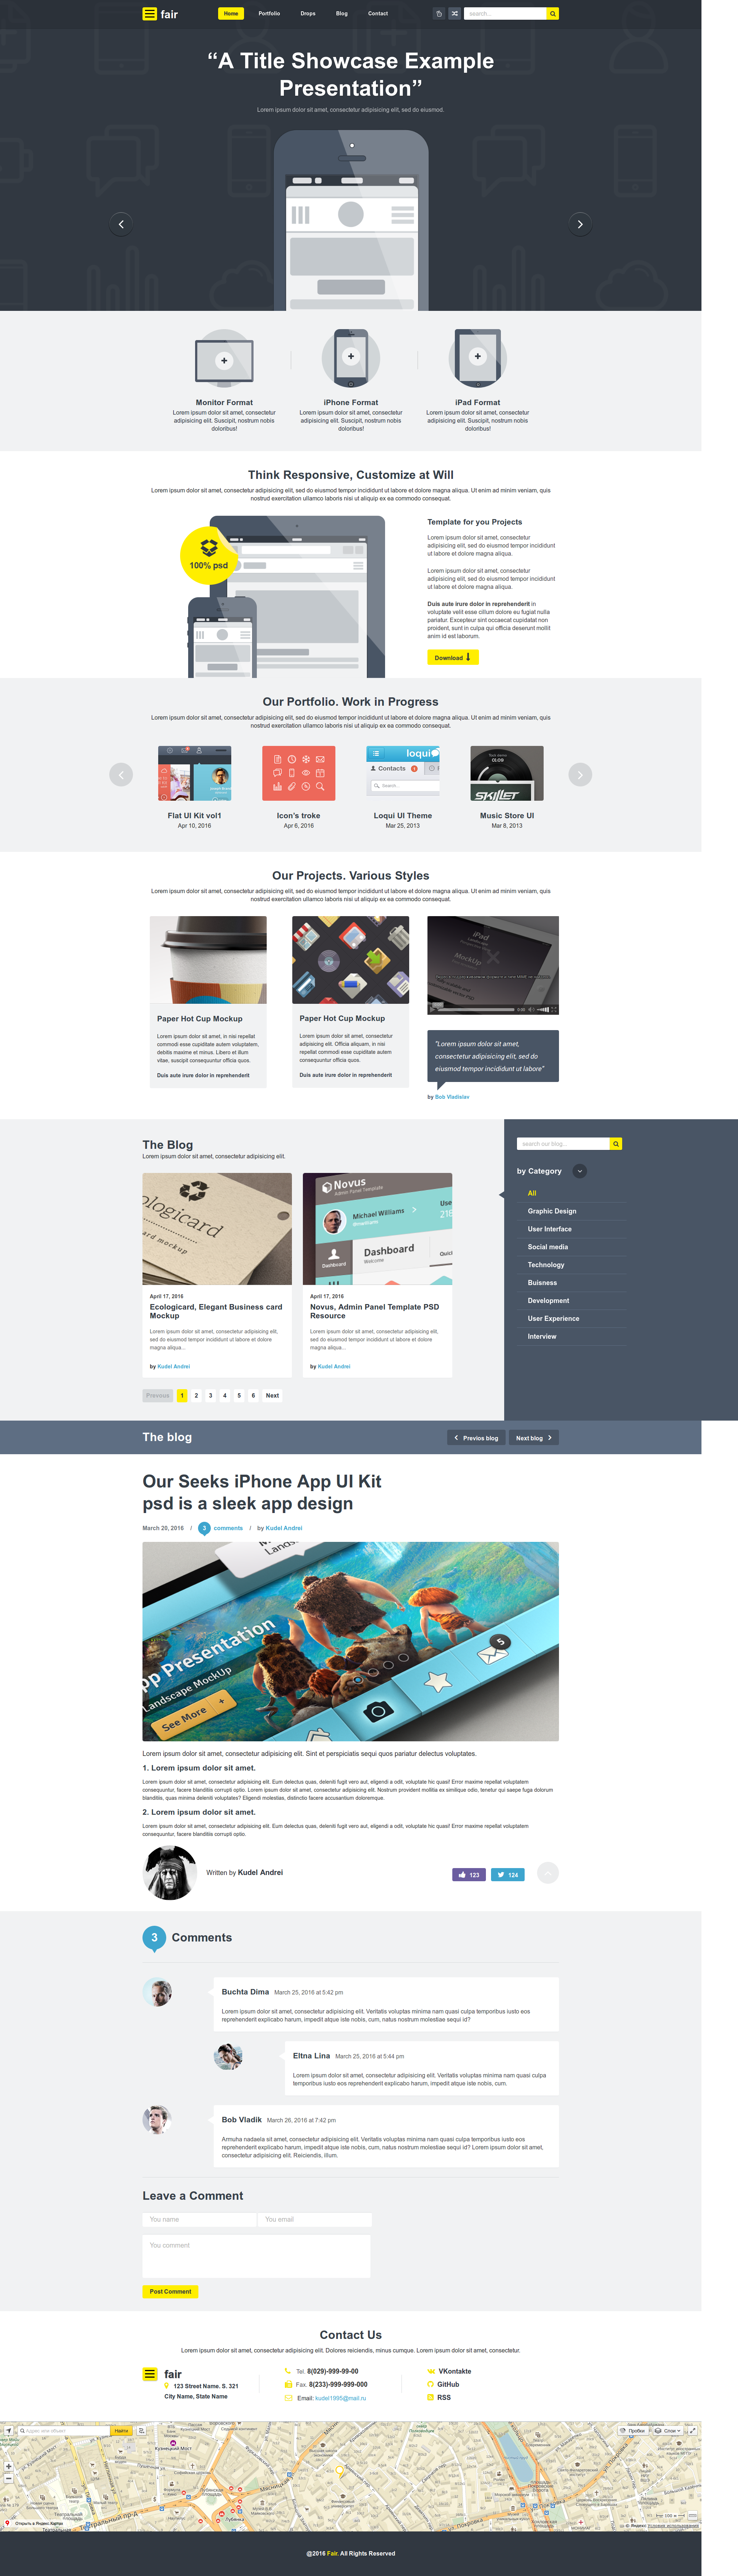 fair
Home Portfolio Drops Blog Contact
search...
“A Title Showcase Example
Presentation”
Lorem ipsum dolor sit amet, consectetur adipisicing elit, sed do eiusmod.
Monitor Format
Lorem ipsum dolor sit amet, consectetur
adipisicing elit. Suscipit, nostrum nobis
doloribus!
iPhone Format
Lorem ipsum dolor sit amet, consectetur
adipisicing elit. Suscipit, nostrum nobis
doloribus!
iPad Format
Lorem ipsum dolor sit amet, consectetur
adipisicing elit. Suscipit, nostrum nobis
doloribus!
Think Responsive, Customize at Will
Lorem ipsum dolor sit amet, consectetur adipisicing elit, sed do eiusmod tempor incididunt ut labore et dolore magna aliqua. Ut enim ad minim veniam, quis
nostrud exercitation ullamco laboris nisi ut aliquip ex ea commodo consequat.
100% psd
Template for you Projects
Lorem ipsum dolor sit amet, consectetur
adipisicing elit, sed do eiusmod tempor incididunt
ut labore et dolore magna aliqua.
Lorem ipsum dolor sit amet, consectetur
adipisicing elit, sed do eiusmod tempor incididunt
ut labore et dolore magna aliqua.
Duis aute irure dolor in reprehenderit in
voluptate velit esse cillum dolore eu fugiat nulla
pariatur. Excepteur sint occaecat cupidatat non
proident, sunt in culpa qui officia deserunt mollit
anim id est laborum.
Download
Our Portfolio. Work in Progress
Lorem ipsum dolor sit amet, consectetur adipisicing elit, sed do eiusmod tempor incididunt ut labore et dolore magna aliqua. Ut enim ad minim veniam, quis
nostrud exercitation ullamco laboris nisi ut aliquip ex ea commodo consequat.
loqui
Contacts
Search...
SKILLET
Flat UI Kit vol1
Apr 10, 2016
Icon's troke
Apr 6, 2016
Loqui UI Theme
Mar 25, 2013
Music Store UI
Mar 8, 2013
Our Projects. Various Styles
Lorem ipsum dolor sit amet, consectetur adipisicing elit, sed do eiusmod tempor incididunt ut labore et dolore magna aliqua. Ut enim ad minim veniam, quis
nostrud exercitation ullamco laboris nisi ut aliquip ex ea commodo consequat.
iPad
MockUp
Paper Hot Cup Mockup
Lorem ipsum dolor sit amet, in nisi repellat
commodi esse cupiditate autem voluptatem,
debitis maxime et minus. Libero et illum
vitae, suscipit consequuntur officia quos.
Duis aute irure dolor in reprehenderit
Paper Hot Cup Mockup
Lorem ipsum dolor sit amet, consectetur
adipisicing elit. Officia aliquam, in nisi
repellat commodi esse cupiditate autem
consequuntur officia quos.
Duis aute irure dolor in reprehenderit
"Lorem ipsum dolor sit amet,
consectetur adipisicing elit, sed do
eiusmod tempor incididunt ut labore"
by Bob Vladislav
The Blog
Lorem ipsum dolor sit amet, consectetur adipisicing elit.
ologicard
card mockup
Novus
Admin Panel Template
Michael Williams
Dashboard
Welcome
Dashboard
April 17, 2016
Ecologicard, Elegant Business card
Mockup
Lorem ipsum dolor sit amet, consectetur adipisicing elit,
sed do eiusmod tempor incididunt ut labore et dolore
magna aliqua...
by Kudel Andrei
April 17, 2016
Novus, Admin Panel Template PSD
Resource
Lorem ipsum dolor sit amet, consectetur adipisicing elit,
sed do eiusmod tempor incididunt ut labore et dolore
magna aliqua...
by Kudel Andrei
Previous 1 2 3 4 5 6 Next
search our blog...
by Category
All
Graphic Design
User Interface
Social media
Technology
Buisness
Development
User Experience
Interview
The blog
Previos blog
Next blog
Our Seeks iPhone App UI Kit
psd is a sleek app design
March 20, 2016 / 3 comments / by Kudel Andrei
pp Presentation
Landscape MockUp
See More +
5
Lorem ipsum dolor sit amet, consectetur adipisicing elit. Sint et perspiciatis sequi quos pariatur delectus voluptates.
1. Lorem ipsum dolor sit amet.
Lorem ipsum dolor sit amet, consectetur adipisicing elit. Eum delectus quas, deleniti fugit vero aut, eligendi a odit, voluptate hic quasi! Error maxime repellat voluptatem
consequuntur, facere blanditiis corrupti optio. Lorem ipsum dolor sit amet, consectetur adipisicing elit. Nostrum provident mollitia ex similique odio, tenetur qui saepe fuga dolorum
blanditiis, quas minima deleniti voluptates? Eligendi molestias, distinctio facere accusantium doloremque.
2. Lorem ipsum dolor sit amet.
Lorem ipsum dolor sit amet, consectetur adipisicing elit. Eum delectus quas, deleniti fugit vero aut, eligendi a odit, voluptate hic quasi! Error maxime repellat voluptatem
consequuntur, facere blanditiis corrupti optio.
Written by Kudel Andrei
123
124
3 Comments
Buchta Dima March 25, 2016 at 5:42 pm
Lorem ipsum dolor sit amet, consectetur adipisicing elit. Veritatis voluptas minima nam quasi culpa temporibus iusto eos
reprehenderit explicabo harum, impedit atque iste nobis, cum, natus nostrum molestiae sequi id?
Eltna Lina March 25, 2016 at 5:44 pm
Lorem ipsum dolor sit amet, consectetur adipisicing elit. Veritatis voluptas minima nam quasi culpa
temporibus iusto eos reprehenderit explicabo harum, impedit atque iste nobis, cum.
Bob Vladik March 26, 2016 at 7:42 pm
Armuha nadaela sit amet, consectetur adipisicing elit. Veritatis voluptas minima nam quasi culpa temporibus iusto eos
reprehenderit explicabo harum, impedit atque iste nobis, cum, natus nostrum molestiae sequi id? Lorem ipsum dolor sit amet,
consectetur adipisicing elit. Reiciendis, illum.
Leave a Comment
You name
You email
You comment
Post Comment
Contact Us
Lorem ipsum dolor sit amet, consectetur adipisicing elit. Dolores reiciendis, minus cumque. Lorem ipsum dolor sit amet, consectetur.
fair
123 Street Name. S. 321
City Name, State Name
Tel. 8(029)-999-99-00
Fax. 8(233)-999-999-000
Email: kudel1995@mail.ru
VKontakte
GitHub
RSS
Адрес или объект
Найти
Пробки
Слои
Кузнецкий Мост
Лубянка
Театральный пр-д
Открыть в Яндекс.Картах
@2016 Fair. All Rights Reserved